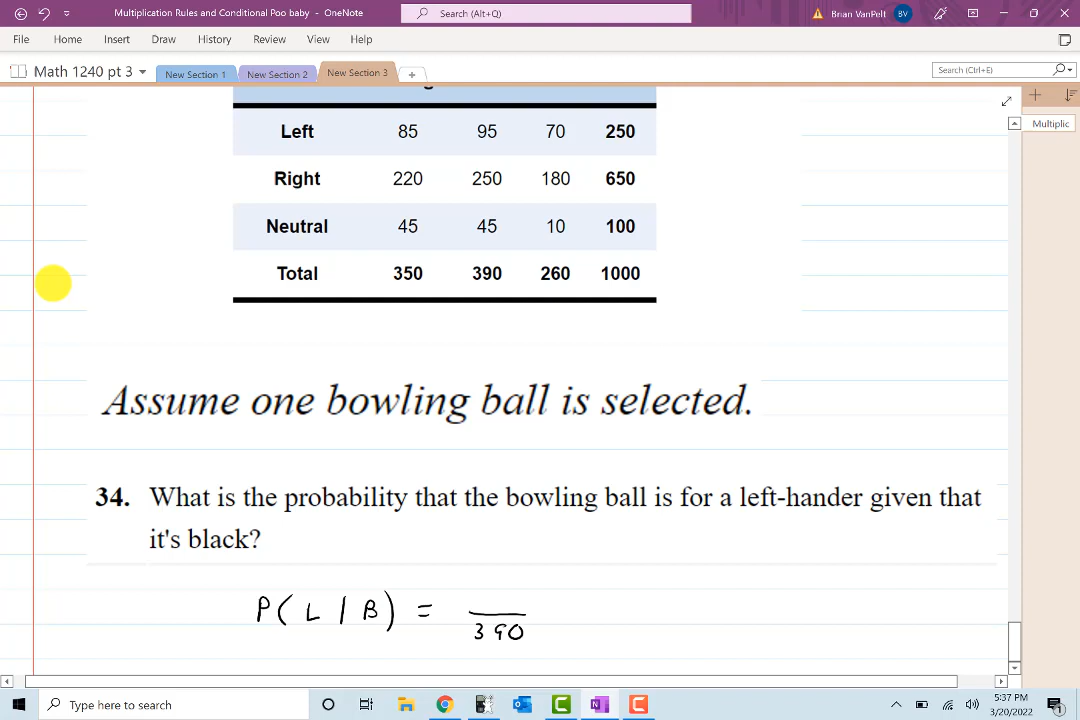 Multiplication Rules and Conditional Poo baby - OneNote
Search (Alt+Q)
Brian VanPelt BV
File Home Insert Draw History Review View Help
Math 1240 pt 3 New Section 1 New Section 2 New Section 3 +
Search (Ctrl+E)
Multiplic
Left 85 95 70 250
Right 220 250 180 650
Neutral 45 45 10 100
Total 350 390 260 1000
Assume one bowling ball is selected.
34. What is the probability that the bowling ball is for a left-hander given that
it's black?
P( L | B ) =
390
Type here to search
5:37 PM
3/20/2022